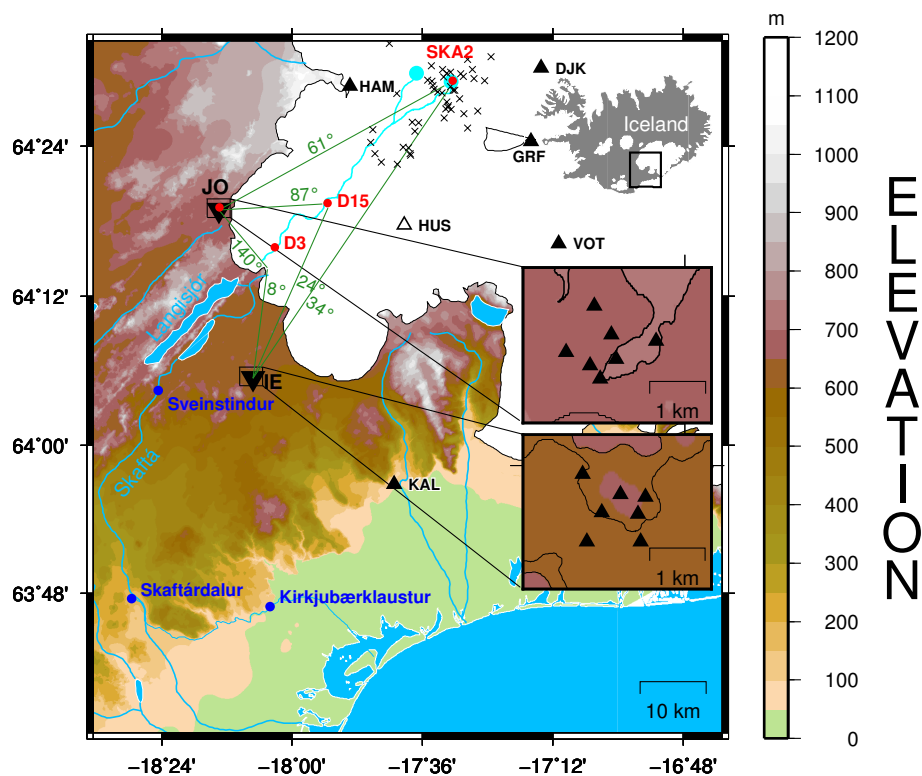 m
1200
1100
1000
900
800
700
600
500
400
300
200
100
0
ELEVATION
SKA2
HAM
DJK
Iceland
GRF
64°24'
61°
JO
87°
D15
HUS
D3
VOT
140°
24°
8°
34°
64°12'
Langisjór
1 km
IE
Sveinstindur
64°00'
Skaftá
KAL
1 km
Skaftárdalur
63°48'
Kirkjubærklaustur
10 km
−18°24' −18°00' −17°36' −17°12' −16°48'